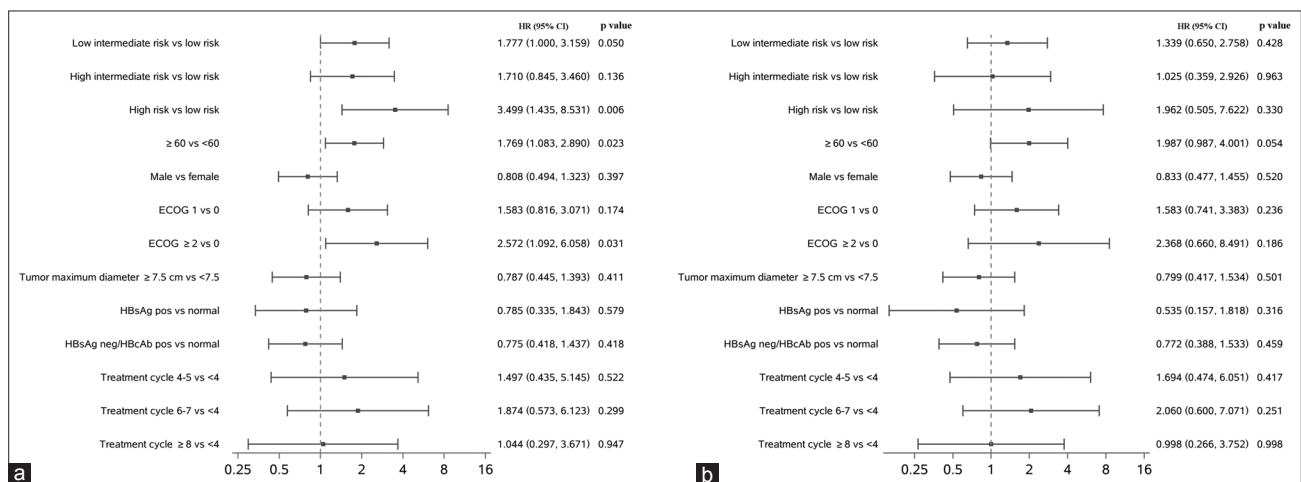 HR (95% CI) p value
Low intermediate risk vs low risk 1.777 (1.000, 3.159) 0.050
High intermediate risk vs low risk 1.710 (0.845, 3.460) 0.136
High risk vs low risk 3.499 (1.435, 8.531) 0.006
≥ 60 vs <60 1.769 (1.083, 2.890) 0.023
Male vs female 0.808 (0.494, 1.323) 0.397
ECOG 1 vs 0 1.583 (0.816, 3.071) 0.174
ECOG ≥ 2 vs 0 2.572 (1.092, 6.058) 0.031
Tumor maximum diameter ≥ 7.5 cm vs <7.5 0.787 (0.445, 1.393) 0.411
HBsAg pos vs normal 0.785 (0.335, 1.843) 0.579
HBsAg neg/HBcAb pos vs normal 0.775 (0.418, 1.437) 0.418
Treatment cycle 4-5 vs <4 1.497 (0.435, 5.145) 0.522
Treatment cycle 6-7 vs <4 1.874 (0.573, 6.123) 0.299
Treatment cycle ≥ 8 vs <4 1.044 (0.297, 3.671) 0.947
0.25 0.5 1 2 4 8 16
a
HR (95% CI) p value
Low intermediate risk vs low risk 1.339 (0.650, 2.758) 0.428
High intermediate risk vs low risk 1.025 (0.359, 2.926) 0.963
High risk vs low risk 1.962 (0.505, 7.622) 0.330
≥ 60 vs <60 1.987 (0.987, 4.001) 0.054
Male vs female 0.833 (0.477, 1.455) 0.520
ECOG 1 vs 0 1.583 (0.741, 3.383) 0.236
ECOG ≥ 2 vs 0 2.368 (0.660, 8.491) 0.186
Tumor maximum diameter ≥ 7.5 cm vs <7.5 0.799 (0.417, 1.534) 0.501
HBsAg pos vs normal 0.535 (0.157, 1.818) 0.316
HBsAg neg/HBcAb pos vs normal 0.772 (0.388, 1.533) 0.459
Treatment cycle 4-5 vs <4 1.694 (0.474, 6.051) 0.417
Treatment cycle 6-7 vs <4 2.060 (0.600, 7.071) 0.251
Treatment cycle ≥ 8 vs <4 0.998 (0.266, 3.752) 0.998
0.25 0.5 1 2 4 8 16
b